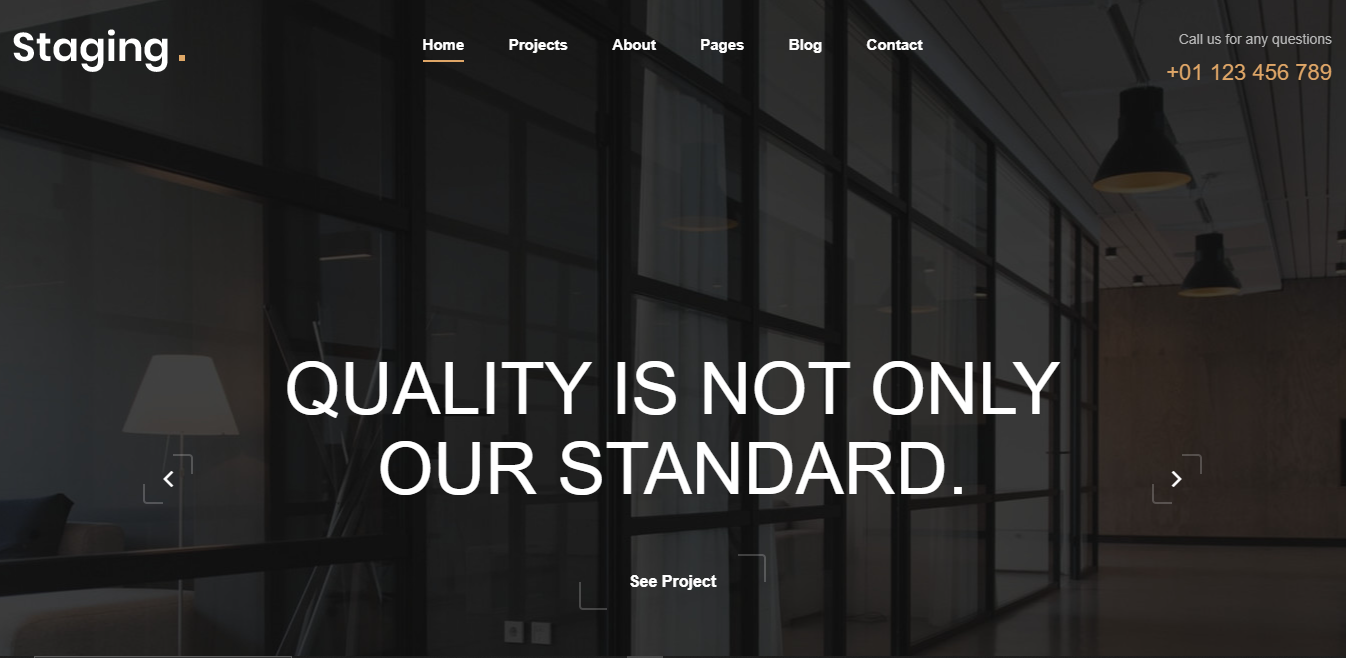 Staging .
Home Projects About Pages Blog Contact
Call us for any questions
+01 123 456 789
QUALITY IS NOT ONLY
OUR STANDARD.
See Project